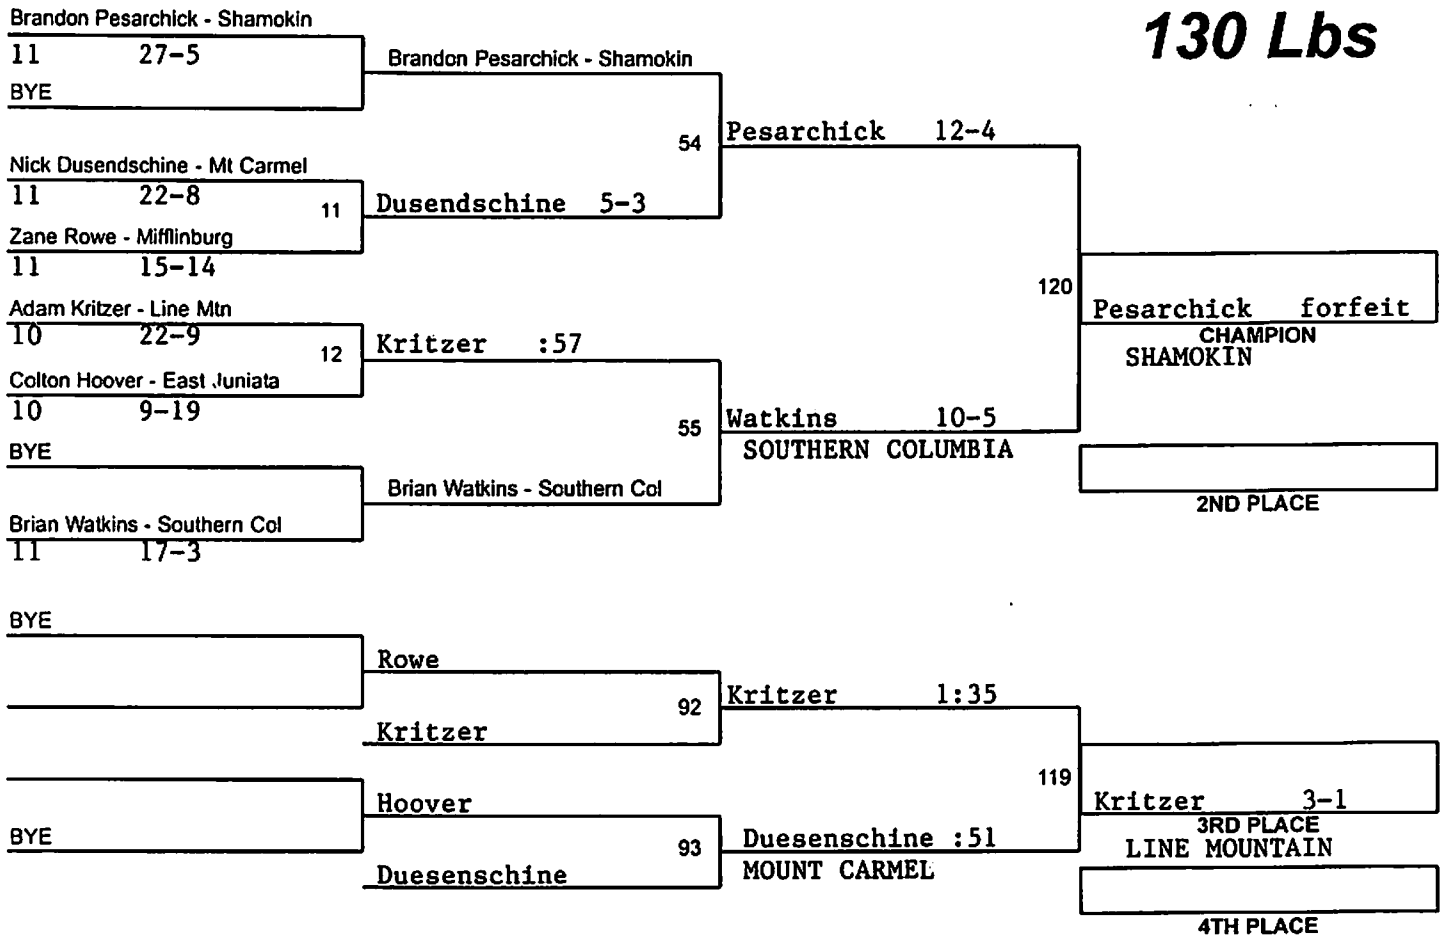 130 Lbs
Brandon Pesarchick - Shamokin
11 27-5
BYE
Brandon Pesarchick - Shamokin
54
Pesarchick 12-4
Nick Dusendschine - Mt Carmel
11 22-8
11
Dusendschine 5-3
Zane Rowe - Mifflinburg
11 15-14
120
Pesarchick forfeit
CHAMPION
SHAMOKIN
Adam Kritzer - Line Mtn
10 22-9
12
Kritzer :57
Colton Hoover - East Juniata
10 9-19
55
Watkins 10-5
SOUTHERN COLUMBIA
BYE
Brian Watkins - Southern Col
2ND PLACE
Brian Watkins - Southern Col
11 17-3
BYE
Rowe
92
Kritzer 1:35
Kritzer
119
Kritzer 3-1
3RD PLACE
LINE MOUNTAIN
Hoover
BYE
93
Duesenschine :51
MOUNT CARMEL
Duesenschine
4TH PLACE